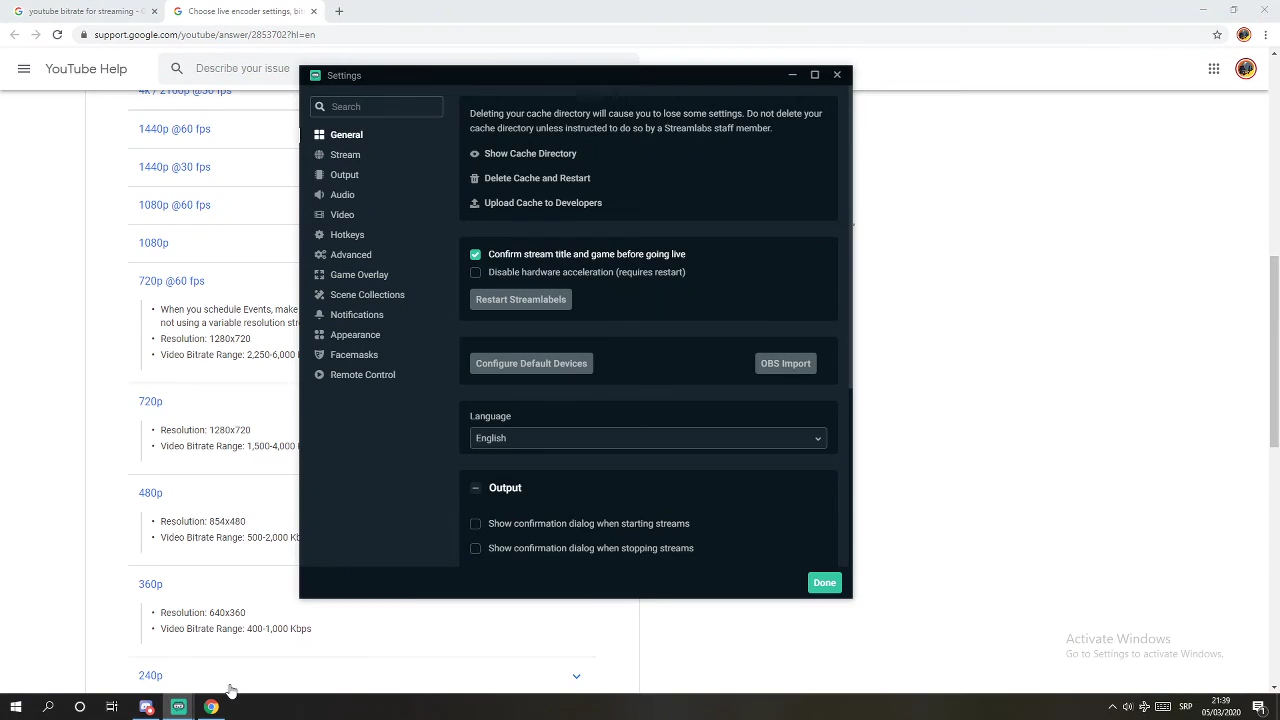 youtube bitrate for streaming - G
Choose live encoder settings, bit
support.google.com/youtube/answer/2853702?hl=en
YouTube Help
Describe your issue
4k / 2160p @30 fps
1440p @60 fps
1440p @30 fps
1080p @60 fps
1080p
720p @60 fps
When you schedule Events, make
not using a variable resolution stre
Resolution: 1280x720
Video Bitrate Range: 2,250-6,000
720p
Resolution: 1280x720
Video Bitrate Range: 1,500-4,000
480p
Resolution: 854x480
Video Bitrate Range: 500-2,000 Kb
360p
Resolution: 640x360
Video Bitrate Range: 400-1,000 Kbps
240p
Settings
Search
General
Stream
Output
Audio
Video
Hotkeys
Advanced
Game Overlay
Scene Collections
Notifications
Appearance
Facemasks
Remote Control
Deleting your cache directory will cause you to lose some settings. Do not delete your
cache directory unless instructed to do so by a Streamlabs staff member.
Show Cache Directory
Delete Cache and Restart
Upload Cache to Developers
Confirm stream title and game before going live
Disable hardware acceleration (requires restart)
Restart Streamlabels
Configure Default Devices
OBS Import
Language
English
Output
Show confirmation dialog when starting streams
Show confirmation dialog when stopping streams
Done
Activate Windows
Go to Settings to activate Windows.
SRP
21:39
05/03/2020